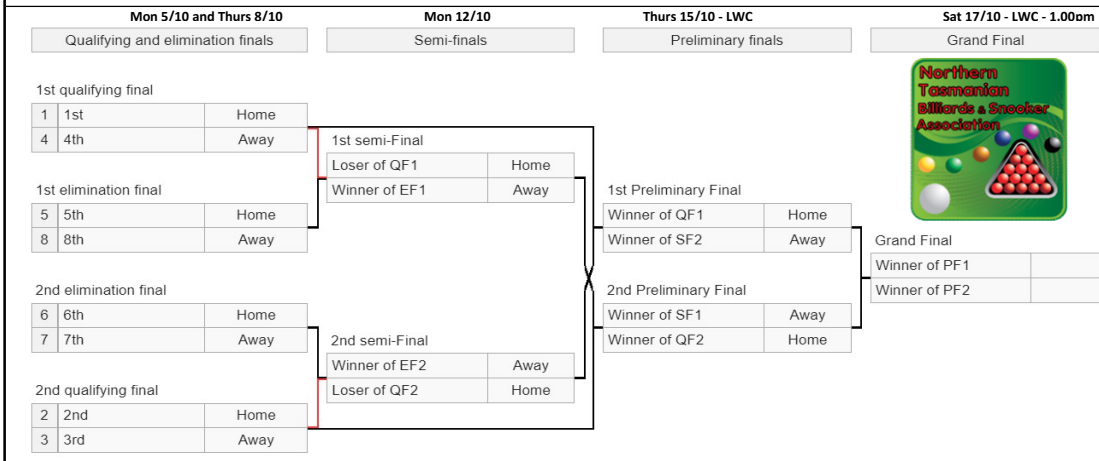 Mon 5/10 and Thurs 8/10 Mon 12/10 Thurs 15/10 - LWC Sat 17/10 - LWC - 1.00pm
Qualifying and elimination finals Semi-finals Preliminary finals Grand Final
1st qualifying final
1 1st Home
4 4th Away
1st elimination final
5 5th Home
8 8th Away
2nd elimination final
6 6th Home
7 7th Away
2nd qualifying final
2 2nd Home
3 3rd Away
1st semi-Final
Loser of QF1 Home
Winner of EF1 Away
2nd semi-Final
Winner of EF2 Away
Loser of QF2 Home
1st Preliminary Final
Winner of QF1 Home
Winner of SF2 Away
2nd Preliminary Final
Winner of SF1 Away
Winner of QF2 Home
Northern
Tasmanian
Billiards & Snooker
Association
Grand Final
Winner of PF1
Winner of PF2